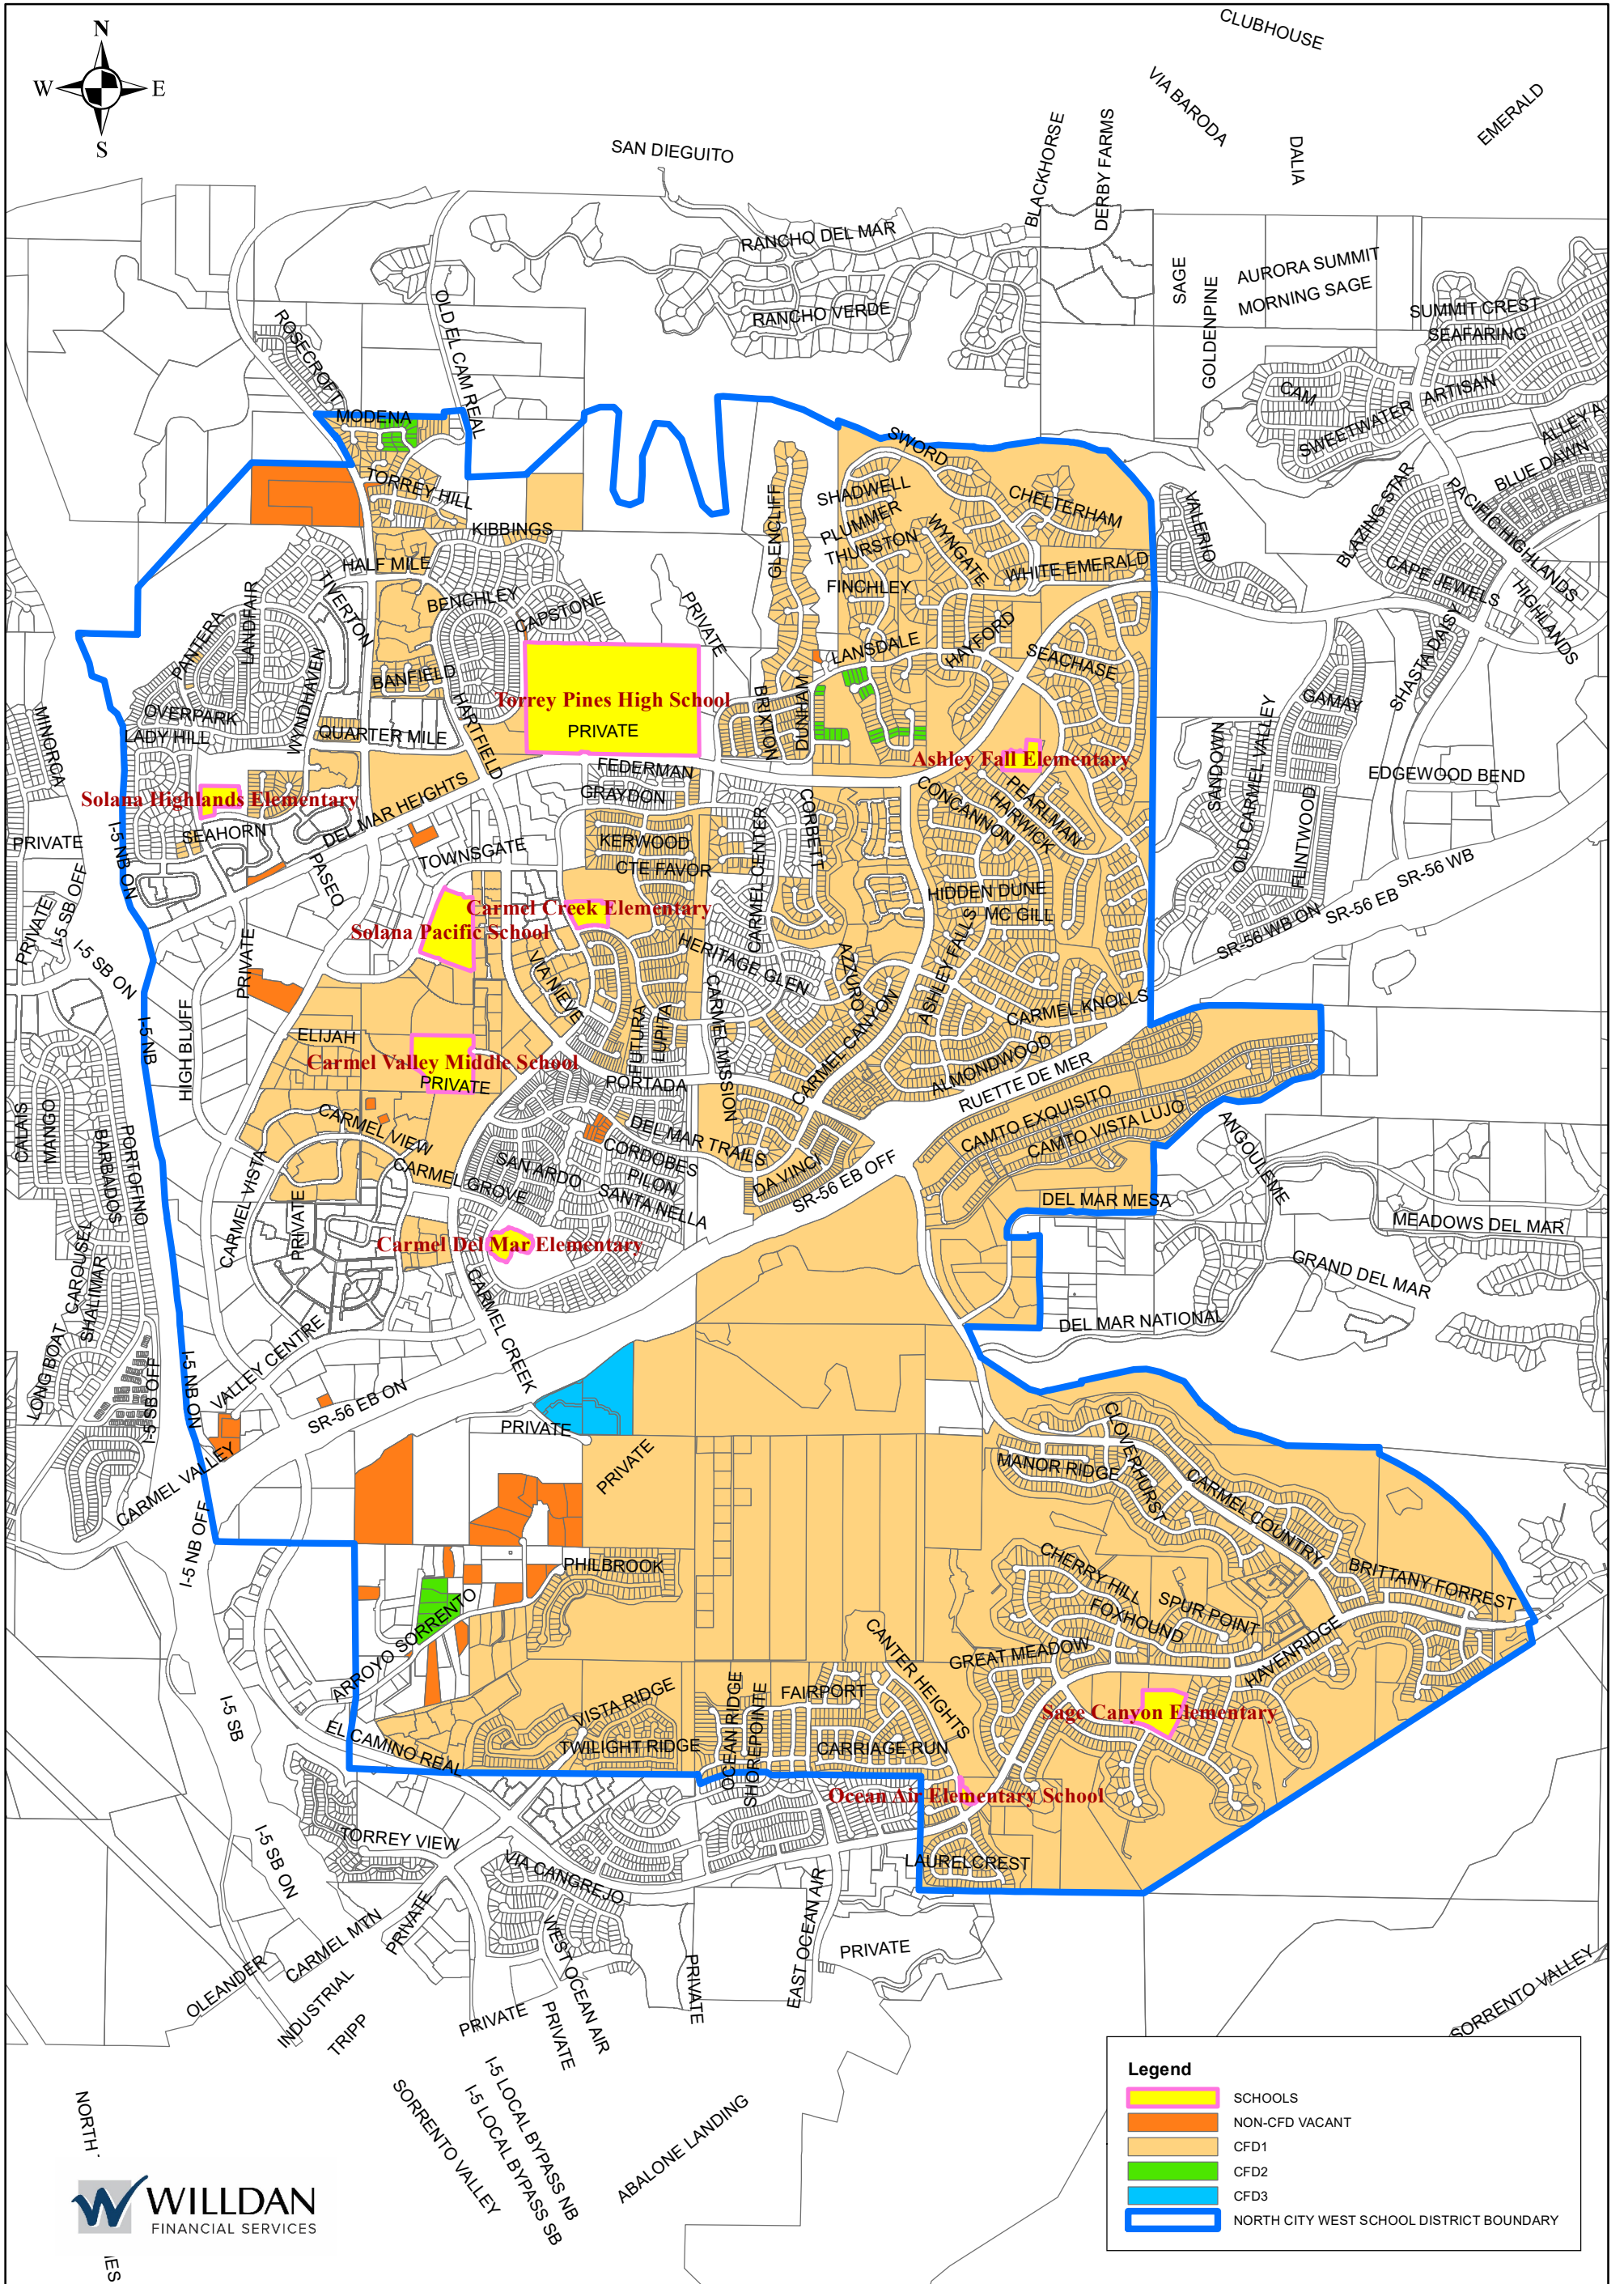 CLUBHOUSE
N
VIA BARODA
W
E
EMERALD
S
SAN DIEGUITO
BLACKHORSE
DERBY FARMS
DALIA
RANCHO DEL MAR
SAGE
AURORA SUMMIT
GOLDENPINE
MORNING SAGE
OLD EL CAM REAL
RANCHO VERDE
SUMMIT CREST
SEAFARING
ROSECROFT
CAM
ARTISAN
SWEETWATER
MODENA
SWORD
ALLEY A
BLUE DAWN
TORREY HILL
SHADWELL
CHELTERHAM
BLAZING STAR
PACIFIC HIGHLANDS
GLENCLIFF
PLUMMER
WYNGATE
VALERIO
KIBBINGS
THURSTON
HALF MILE
WHITE EMERALD
CAPE JEWELS
HIGHLANDS
FINCHLEY
TIVERTON
BENCHLEY
CAPSTONE
PRIVATE
LANDFAIR
PANTERA
LANSDALE
HAYFORD
SEACHASE
SHASTA DAISY
HIGHLANDS
BANFIELD
WYNDHAVEN
Torrey Pines High School
HARTFIELD
BRIXTON
DUNHAM
GAMAY
OVERPARK
MINORCA
LADY HILL
QUARTER MILE
PRIVATE
SANDOWN
OLD CARMEL VALLEY
Ashley Fall Elementary
FEDERMAN
EDGEWOOD BEND
GRAYDON
Solana Highlands Elementary
DEL MAR HEIGHTS
CONCANNON
HARWICK
PEARLMAN
SEAHORN
CORBETT
CARMEL CENTER
PRIVATE
I-5 NB ON
KERWOOD
TOWNSGATE
CTE FAVOR
FLINTWOOD
PASEO
I-5 SB OFF
SR-56 WB
HIDDEN DUNE
PRIVATE
Carmel Creek Elementary
MC GILL
SR-56 EB
Solana Pacific School
SR-56 WB ON
I-5 SB ON
PRIVATE
VIA NIEVE
HERITAGE GLEN
AZZURO
ASHLEY FALLS
I-5 NB
HIGH BLUFF
CARMEL MISSION
CARMEL CANYON
CARMEL KNOLLS
FUTURA
LUPITA
ELIJAH
Carmel Valley Middle School
PRIVATE
PORTADA
ALMONDWOOD
RUETTE DE MER
CALAIS
MANGO
CARMEL VIEW
DEL MAR TRAILS
CAMTO EXQUISITO
CAMTO VISTA LUJO
BARBADOS
PORTOFINO
CORDOBES
CARMEL GROVE
SAN ARDO
PILON
DA VINCI
SR-56 EB OFF
ANGOULEME
SANTA NELLA
CARMEL VISTA
PRIVATE
DEL MAR MESA
MEADOWS DEL MAR
CAROUSEL
SHALIMAR
Carmel Del Mar Elementary
GRAND DEL MAR
CARMEL CREEK
LONG BOAT
VALLEY CENTRE
DEL MAR NATIONAL
I-5 SB OFF
I-5 NB ON
SR-56 EB ON
PRIVATE
PRIVATE
CARMEL VALLEY
CLOVERHURST
MANOR RIDGE
CARMEL COUNTRY
I-5 NB OFF
PHILBROOK
CHERRY HILL
BRITTANY FORREST
SPUR POINT
FOXHOUND
ARROYO SORRENTO
CANTER HEIGHTS
GREAT MEADOW
HAVENRIDGE
VISTA RIDGE
OCEAN RIDGE
SHOREPOINTE
FAIRPORT
I-5 SB
Sage Canyon Elementary
EL CAMINO REAL
TWILIGHT RIDGE
CARRIAGE RUN
Ocean Air Elementary School
TORREY VIEW
I-5 SB ON
VIA CANGREJO
LAURELCREST
PRIVATE
WEST OCEAN AIR
EAST OCEAN AIR
PRIVATE
CARMEL MTN
OLEANDER
PRIVATE
INDUSTRIAL
TRIPP
PRIVATE
PRIVATE
SORRENTO VALLEY
I-5 LOCAL BYPASS NB
I-5 LOCAL BYPASS SB
SORRENTO VALLEY
ABALONE LANDING
NORTH
Legend
SCHOOLS
NON-CFD VACANT
CFD1
CFD2
CFD3
NORTH CITY WEST SCHOOL DISTRICT BOUNDARY
W WILLDAN
FINANCIAL SERVICES
IES